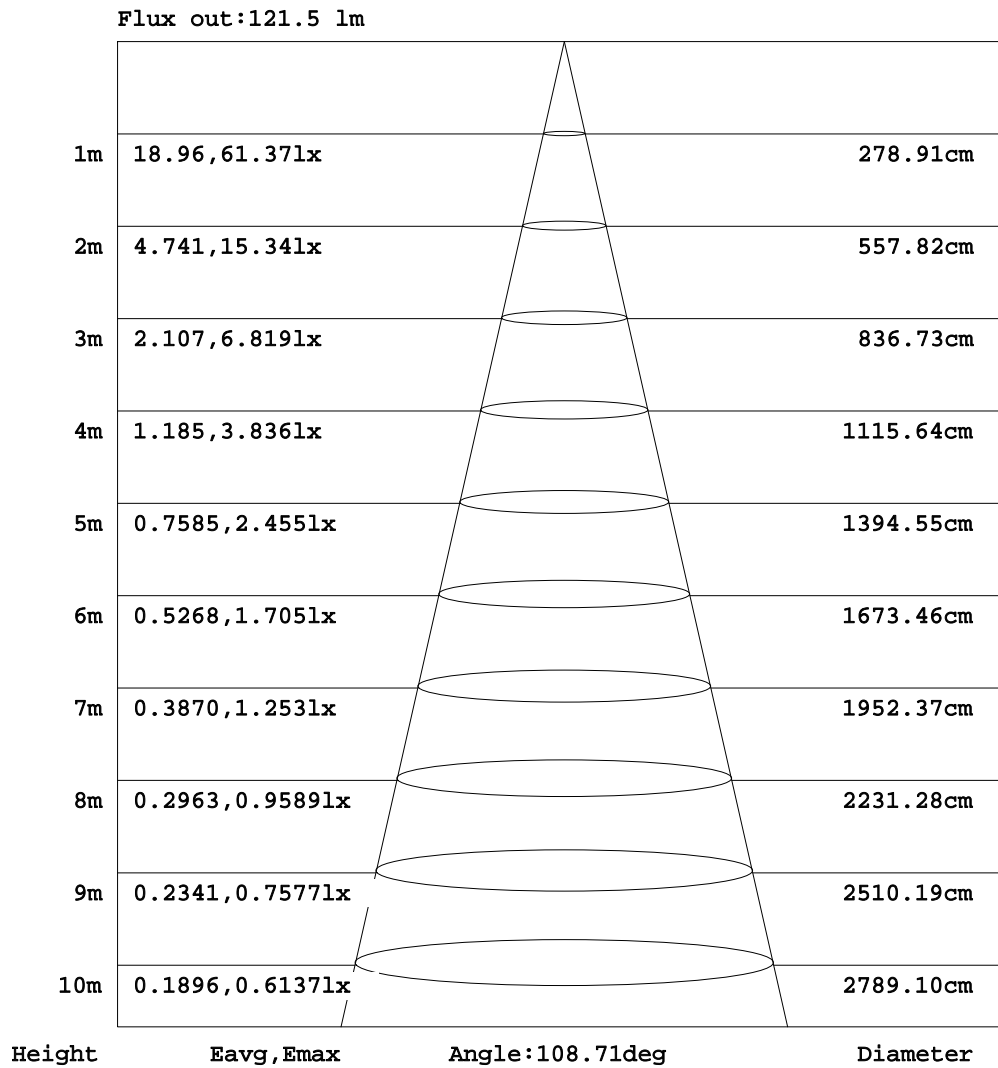 Flux out:121.5 lm
1m 18.96,61.37lx 278.91cm
2m 4.741,15.34lx 557.82cm
3m 2.107,6.819lx 836.73cm
4m 1.185,3.836lx 1115.64cm
5m 0.7585,2.455lx 1394.55cm
6m 0.5268,1.705lx 1673.46cm
7m 0.3870,1.253lx 1952.37cm
8m 0.2963,0.9589lx 2231.28cm
9m 0.2341,0.7577lx 2510.19cm
10m 0.1896,0.6137lx 2789.10cm
Height Eavg,Emax Angle:108.71deg Diameter